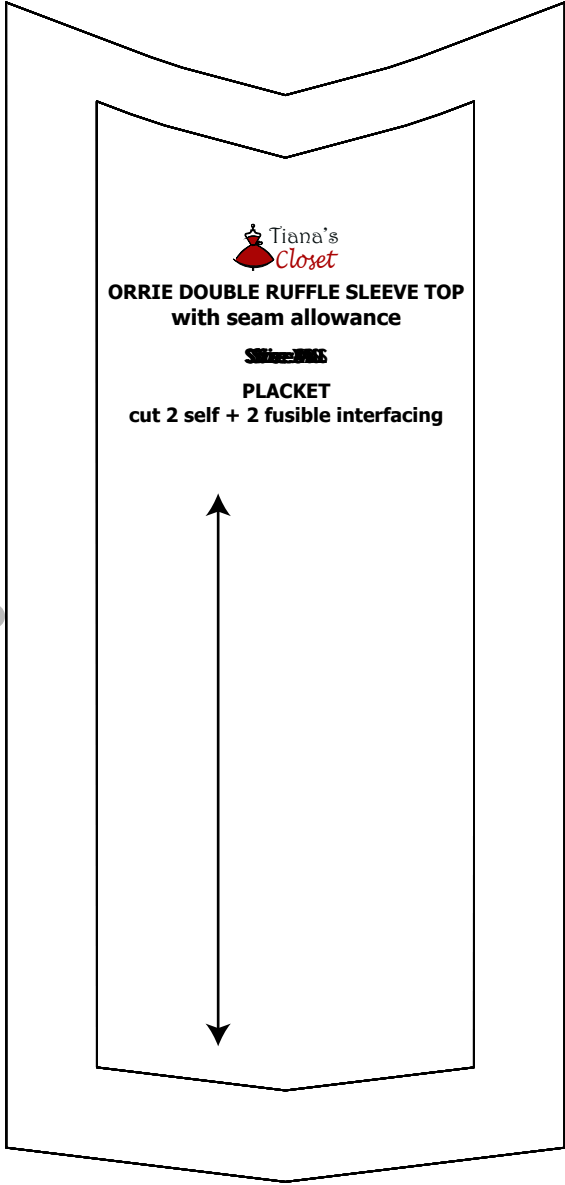 Tiana's
Closet
ORRIE DOUBLE RUFFLE SLEEVE TOP
with seam allowance
PLACKET
cut 2 self + 2 fusible interfacing